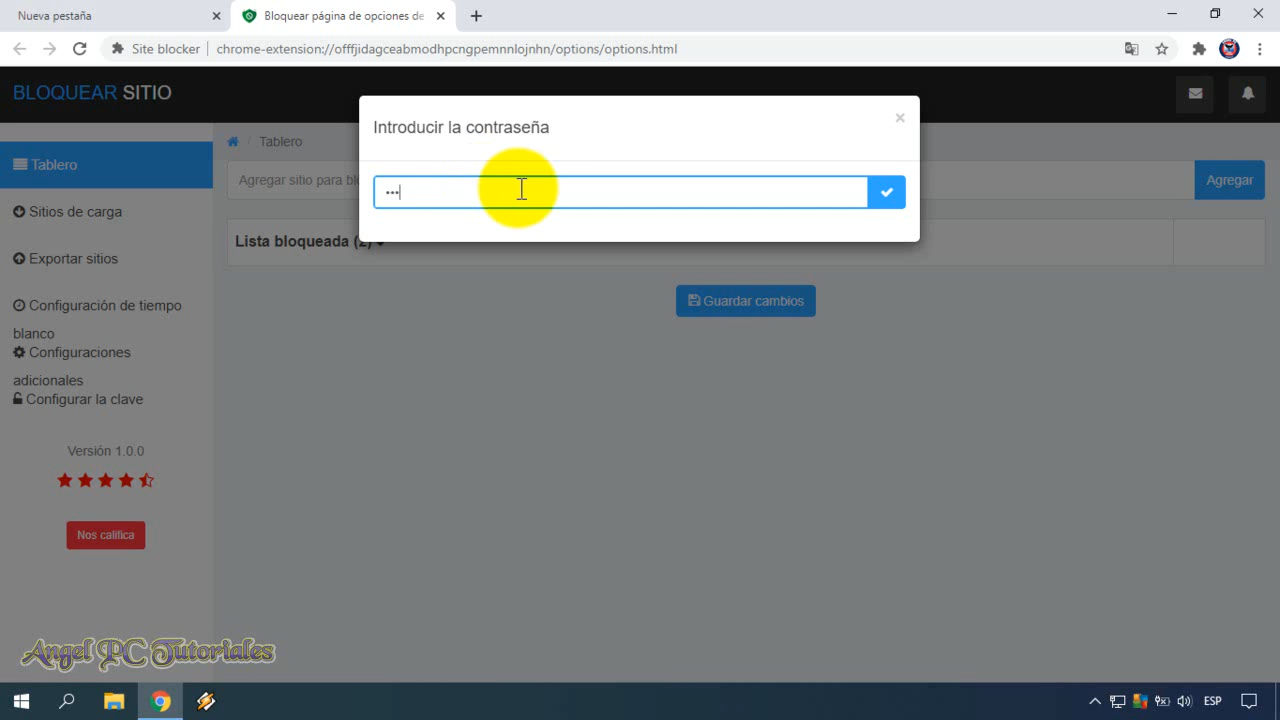 Nueva pestaña
Bloquear página de opciones de
Site blocker
chrome-extension://offfjidagceabmodhpcngpemnnlojnhn/options/options.html
BLOQUEAR SITIO
Introducir la contraseña
×
•••
Tablero
/ Tablero
Agregar sitio para blo
Agregar
Sitios de carga
Lista bloqueada (2)
Exportar sitios
Guardar cambios
Configuración de tiempo
blanco
Configuraciones
adicionales
Configurar la clave
Versión 1.0.0
Nos califica
Angel PC Tutoriales
ESP